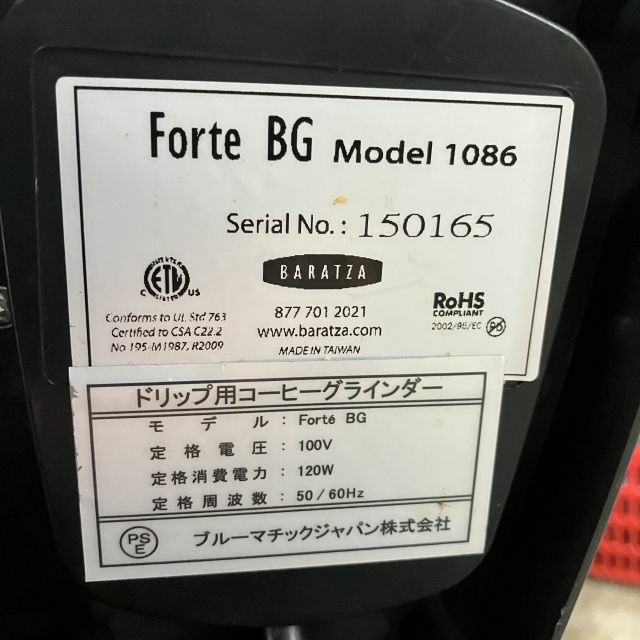 Forte BG Model 1086
Serial No.: 150165
ETL
C US
BARATZA
Conforms to UL Std 763
Certified to CSA C22.2
No 195-M1987, R2009
877 701 2021
www.baratza.com
MADE IN TAIWAN
RoHS
COMPLIANT
2002/95/EC Pb
ドリップ用コーヒーグラインダー
モデル : Forté BG
定格電圧 : 100V
定格消費電力 : 120W
定格周波数 : 50/60Hz
PS
E
ブルーマチックジャパン株式会社